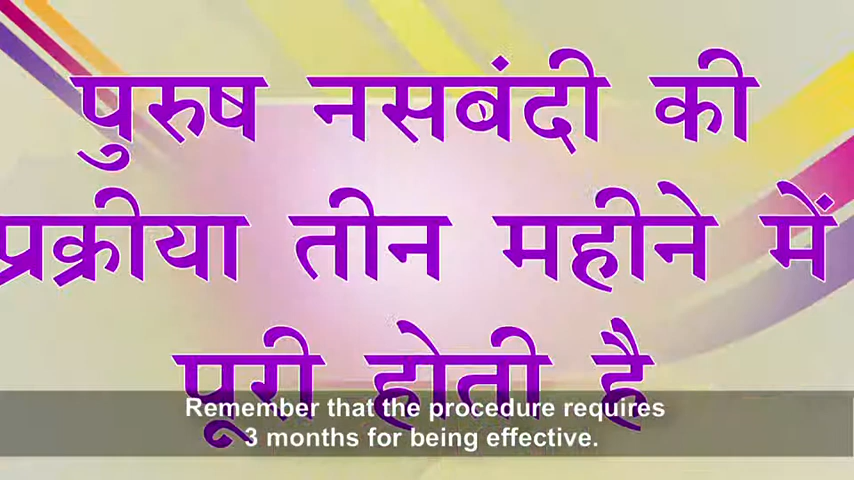 पुरुष नसबंदी की
प्रक्रीया तीन महीने में
पूरी होती है
Remember that the procedure requires
3 months for being effective.